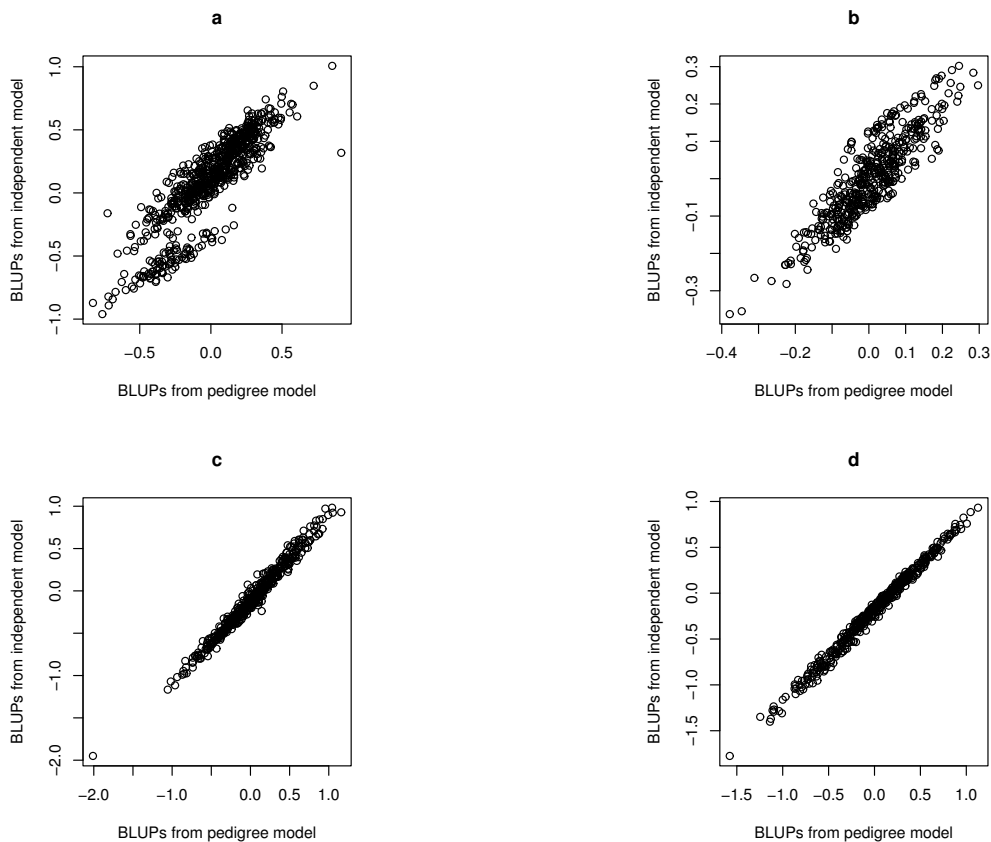 a
BLUPs from independent model
1.0
0.5
0.0
−0.5
−1.0
−0.5 0.0 0.5
BLUPs from pedigree model
b
BLUPs from independent model
0.3
0.1
−0.1
−0.3
−0.4 −0.2 0.0 0.1 0.2 0.3
BLUPs from pedigree model
c
BLUPs from independent model
1.0
0.5
0.0
−1.0
−2.0
−2.0 −1.0 0.0 0.5 1.0
BLUPs from pedigree model
d
BLUPs from independent model
1.0
0.5
0.0
−0.5
−1.0
−1.5
−1.5 −1.0 −0.5 0.0 0.5 1.0
BLUPs from pedigree model